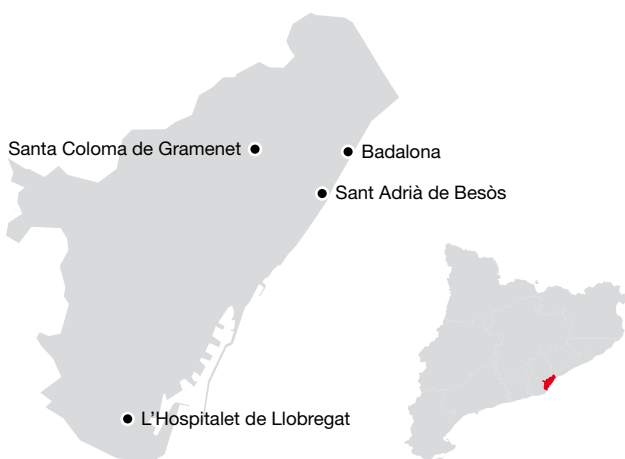 Santa Coloma de Gramenet
Badalona
Sant Adrià de Besòs
L’Hospitalet de Llobregat